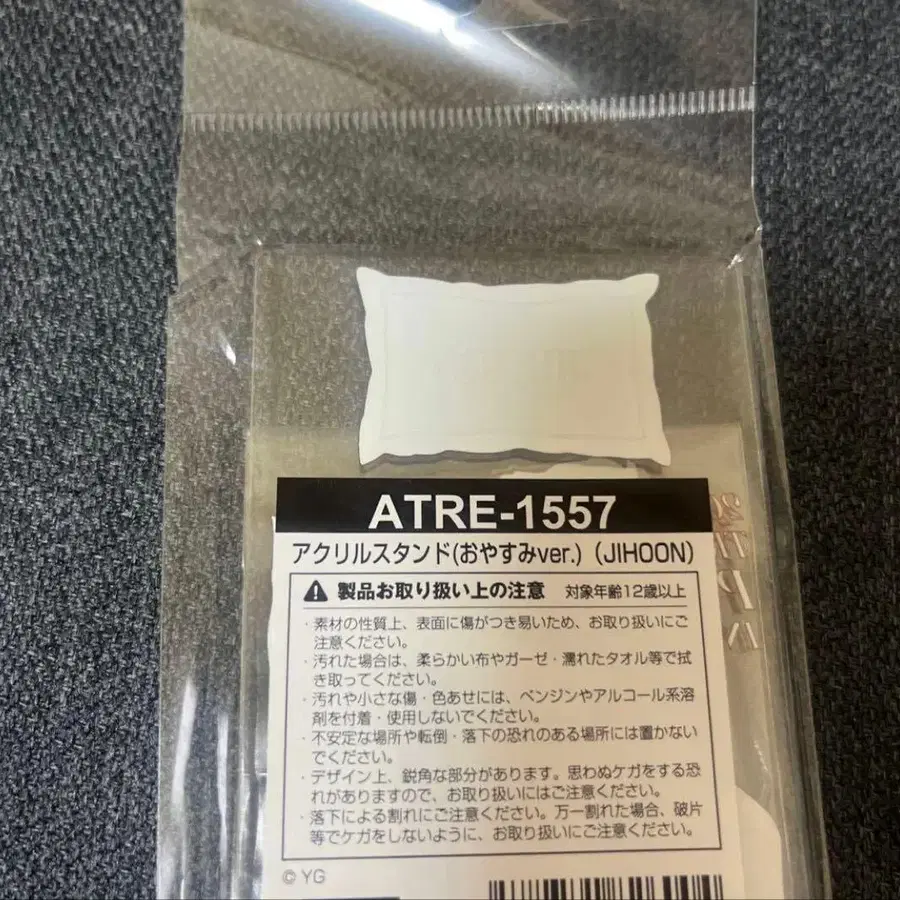 ATRE-1557
アクリルスタンド(おやすみver.)(JIHOON)
製品お取り扱い上の注意 対象年齢12歳以上
・素材の性質上、表面に傷がつき易いため、お取り扱いにご
注意ください。
・汚れた場合は、柔らかい布やガーゼ・濡れたタオル等で拭
き取ってください。
・汚れや小さな傷・色あせには、ベンジンやアルコール系溶
剤を付着・使用しないでください。
・不安定な場所や転倒・落下の恐れのある場所には置かない
でください。
・デザイン上、鋭角な部分があります。思わぬケガをする恐
れがありますので、お取り扱いにはご注意ください。
・落下による割れにご注意ください。万一割れた場合、破片
等でケガをしないように、お取り扱いにご注意ください。
© YG